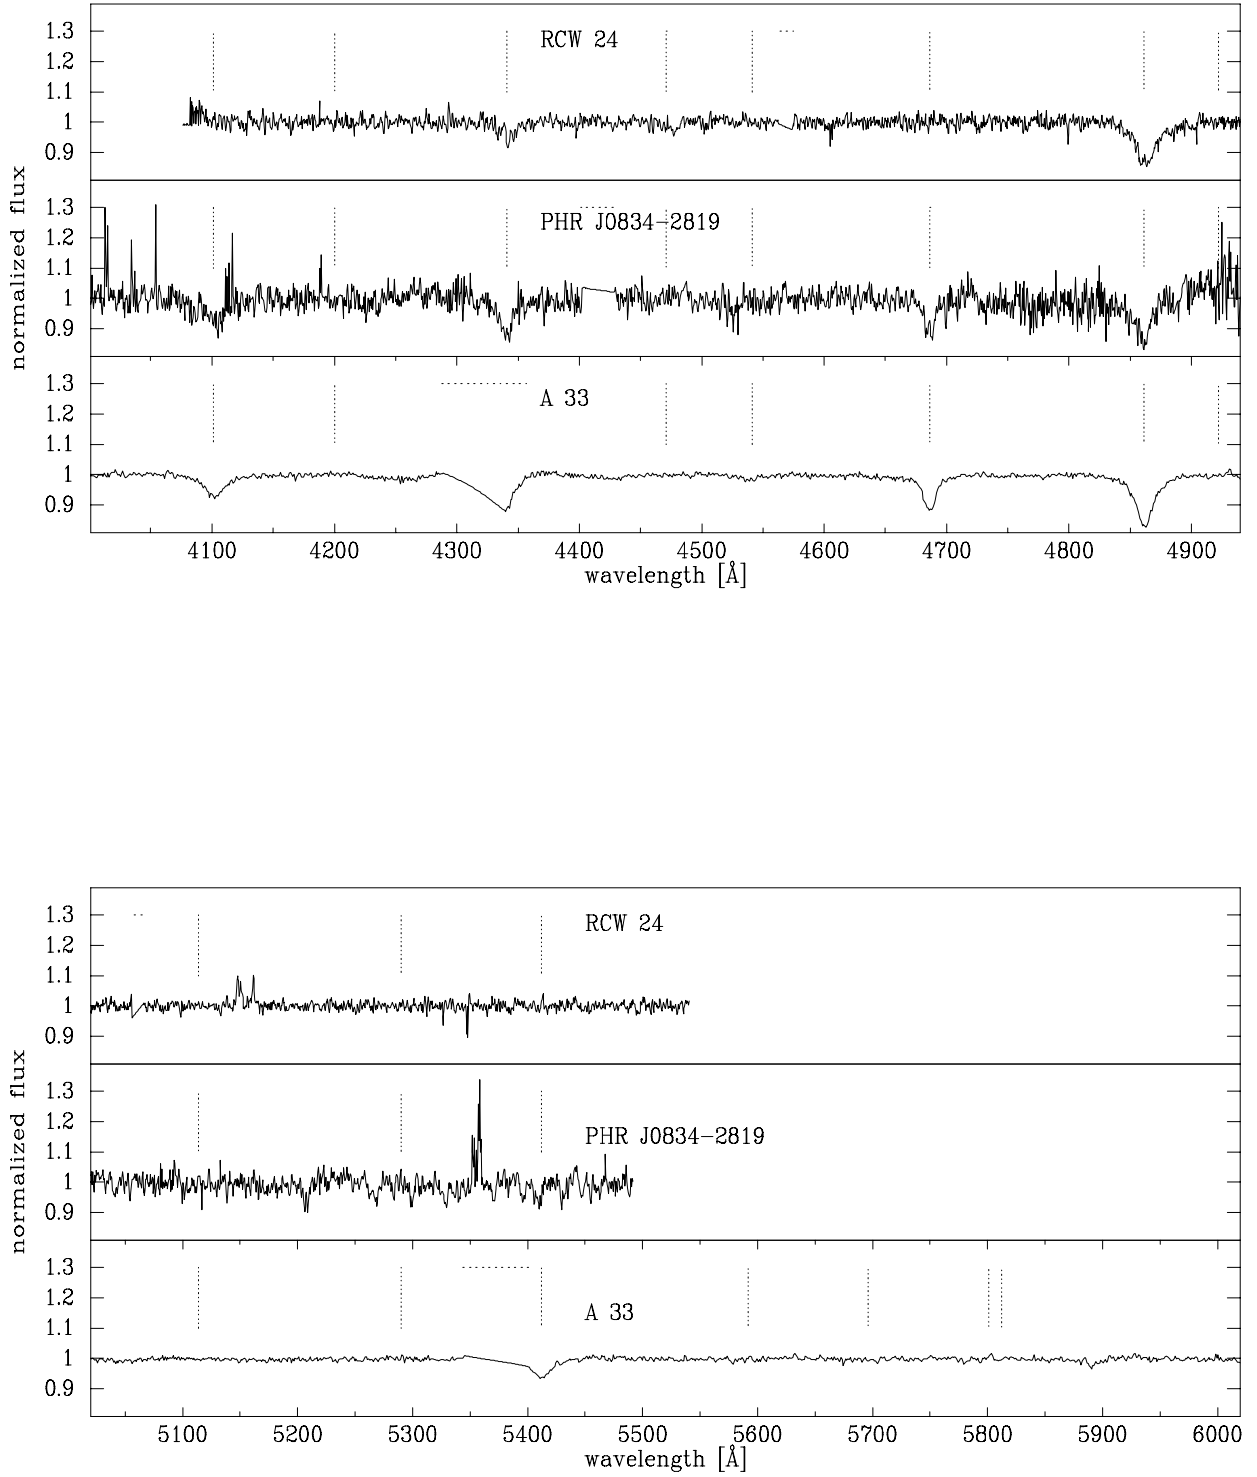 1.3
1.2
1.1
1
0.9
RCW 24
1.3
1.2
1.1
1
0.9
PHR J0834-2819
1.3
1.2
1.1
1
0.9
A 33
normalized flux
4100 4200 4300 4400 4500 4600 4700 4800 4900
wavelength [Å]
1.3
1.2
1.1
1
0.9
RCW 24
1.3
1.2
1.1
1
0.9
PHR J0834-2819
1.3
1.2
1.1
1
0.9
A 33
normalized flux
5100 5200 5300 5400 5500 5600 5700 5800 5900 6000
wavelength [Å]